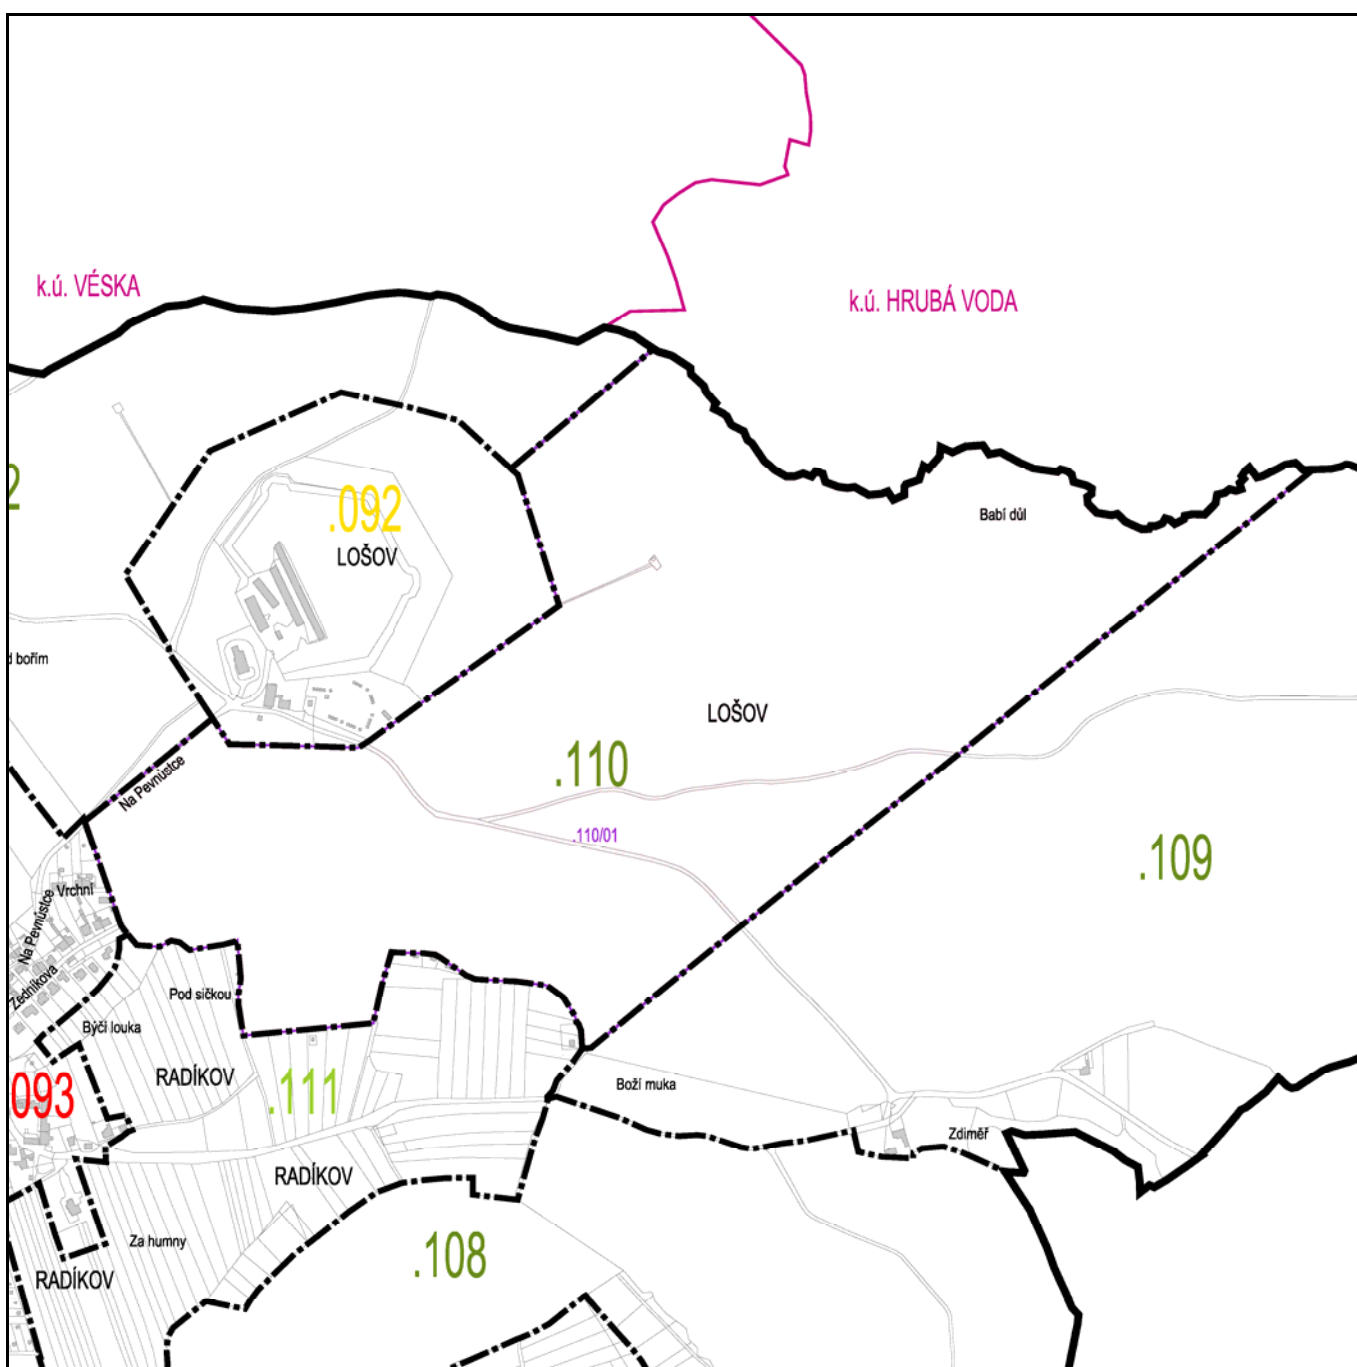 k.ú. VÉSKA
k.ú. HRUBÁ VODA
2
.092
LOŠOV
Babí důl
d bořím
LOŠOV
.110
Na Pevnůstce
.110/01
.109
Vrchní
Na Pevnůstce
Zedníkova
Pod sičkou
Býčí louka
RADÍKOV
093
.111
Boží muka
Zdiměř
RADÍKOV
Za humny
.108
RADÍKOV